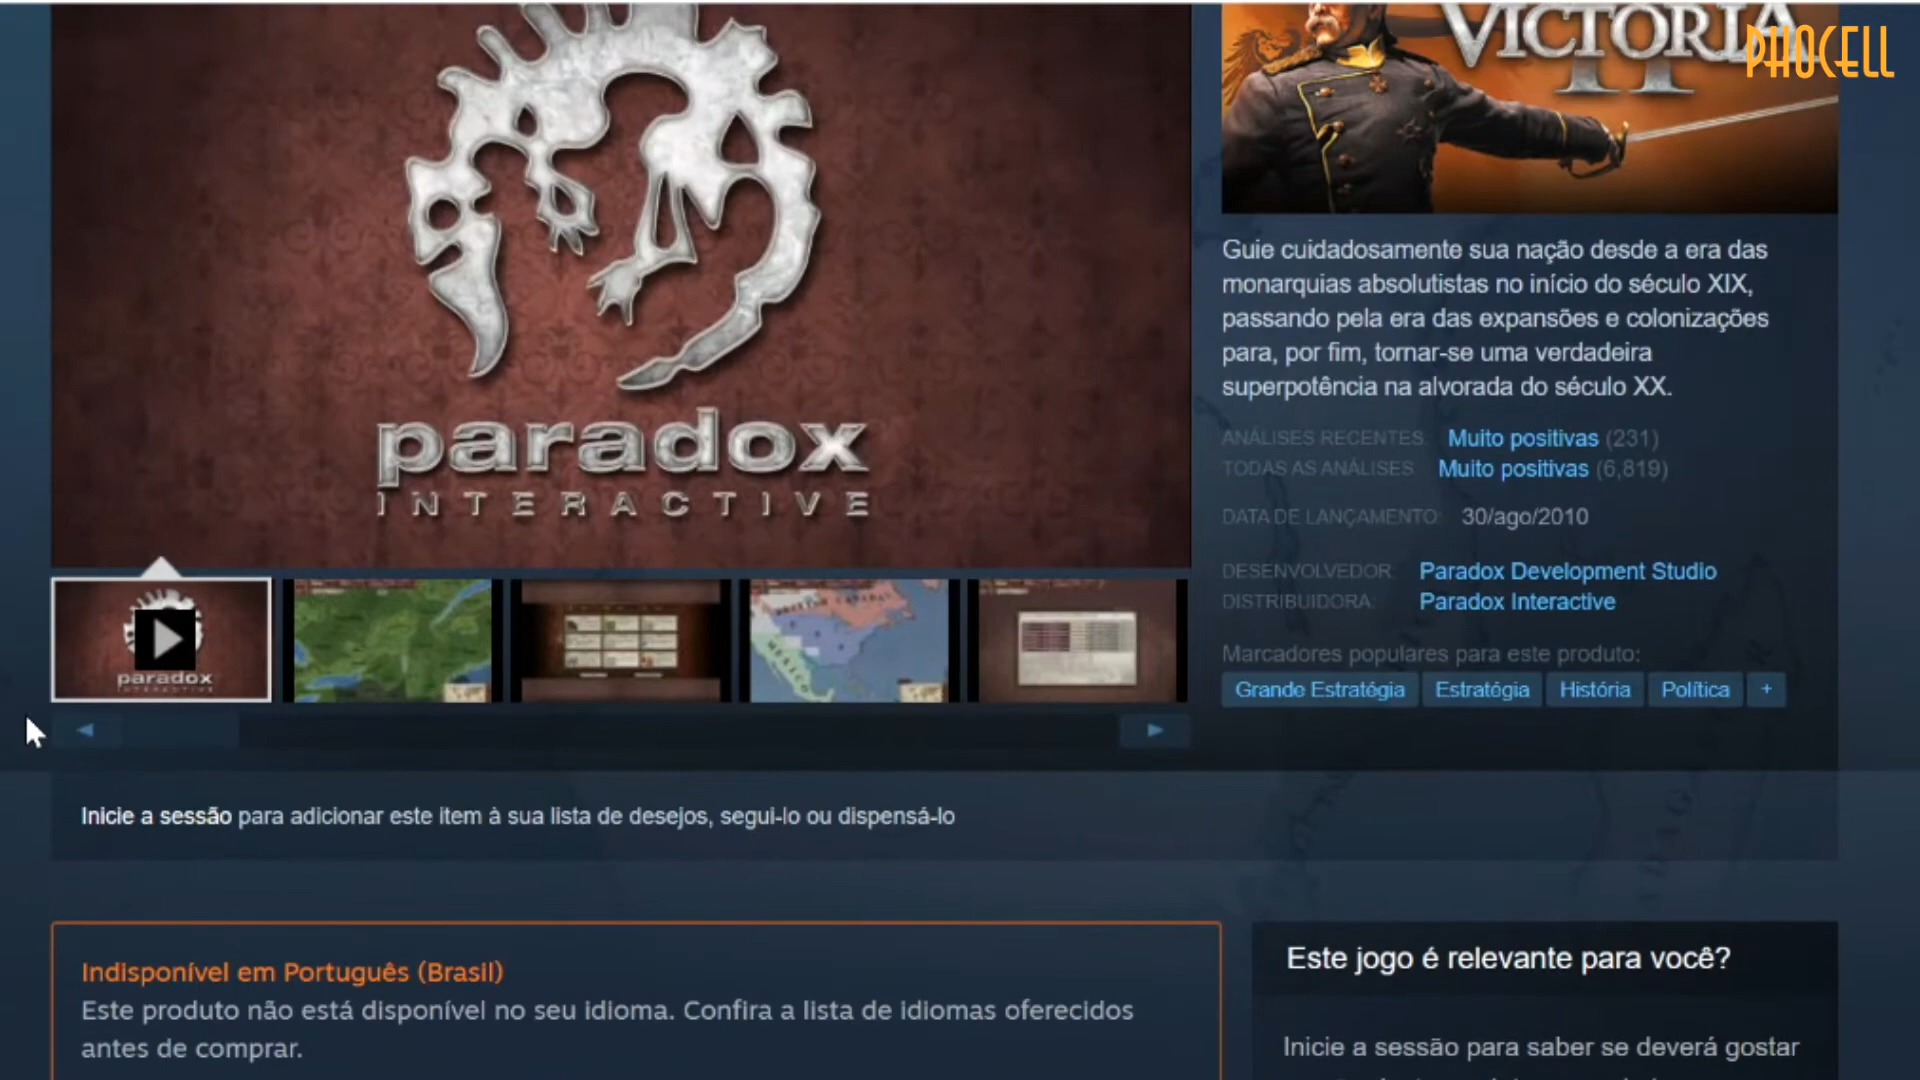 VICTORIA
II
PHOCELL
paradox
INTERACTIVE
Guie cuidadosamente sua nação desde a era das
monarquias absolutistas no início do século XIX,
passando pela era das expansões e colonizações
para, por fim, tornar-se uma verdadeira
superpotência na alvorada do século XX.
ANÁLISES RECENTES: Muito positivas (231)
TODAS AS ANÁLISES: Muito positivas (6,819)
DATA DE LANÇAMENTO: 30/ago/2010
DESENVOLVEDOR: Paradox Development Studio
DISTRIBUIDORA: Paradox Interactive
Marcadores populares para este produto:
Grande Estratégia Estratégia História Política +
paradox
INTERACTIVE
MEXICO
Inicie a sessão para adicionar este item à sua lista de desejos, segui-lo ou dispensá-lo
Indisponível em Português (Brasil)
Este produto não está disponível no seu idioma. Confira a lista de idiomas oferecidos
antes de comprar.
Este jogo é relevante para você?
Inicie a sessão para saber se deverá gostar